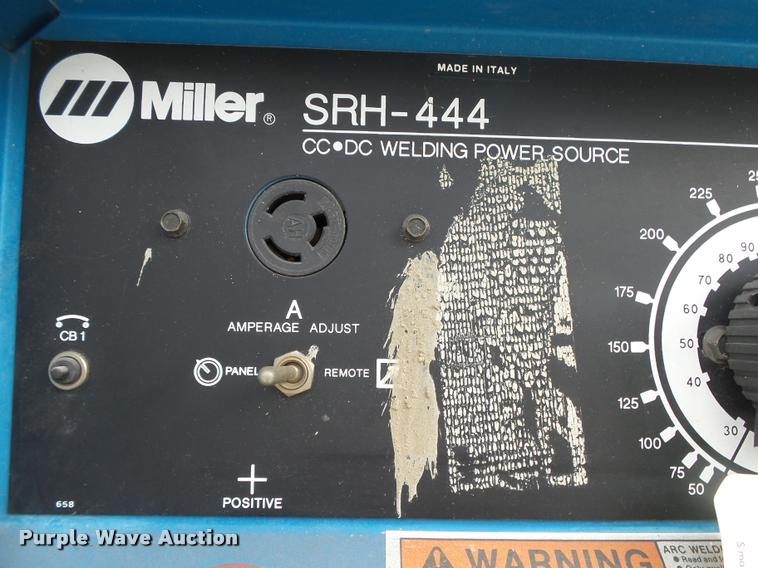 MADE IN ITALY
Miller®
SRH-444
CC•DC WELDING POWER SOURCE
AH
A
AMPERAGE ADJUST
CB1
PANEL
REMOTE
+
POSITIVE
658
225
200
175
150
125
100
75
50
90
80
70
60
50
40
30
WARNING
ARC WELD
Purple Wave Auction